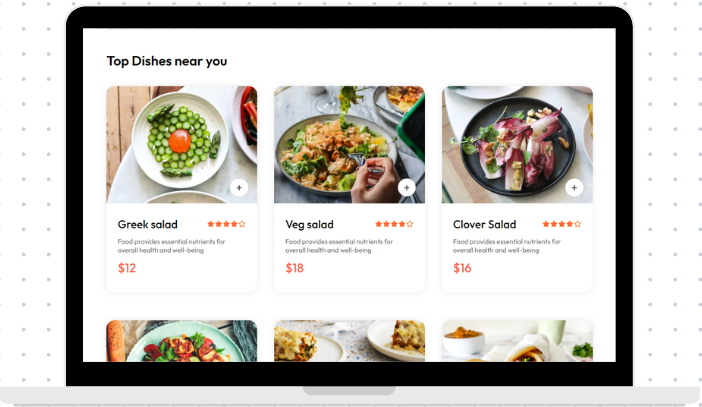 Top Dishes near you
Greek salad
Food provides essential nutrients for
overall health and well-being
$12
Veg salad
Food provides essential nutrients for
overall health and well-being
$18
Clover Salad
Food provides essential nutrients for
overall health and well-being
$16